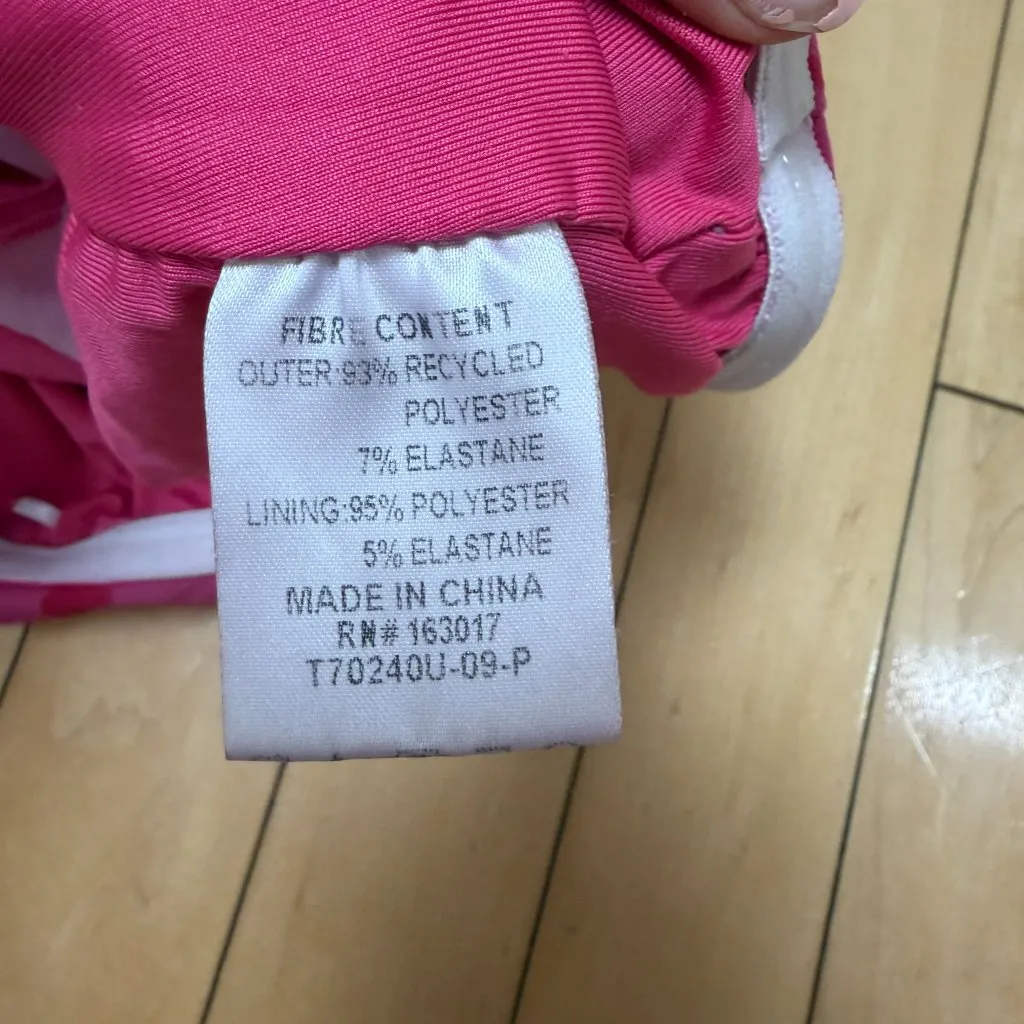 FIBRE CONTENT
OUTER:93% RECYCLED
POLYESTER
7% ELASTANE
LINING:95% POLYESTER
5% ELASTANE
MADE IN CHINA
RN# 163017
T70240U-09-P